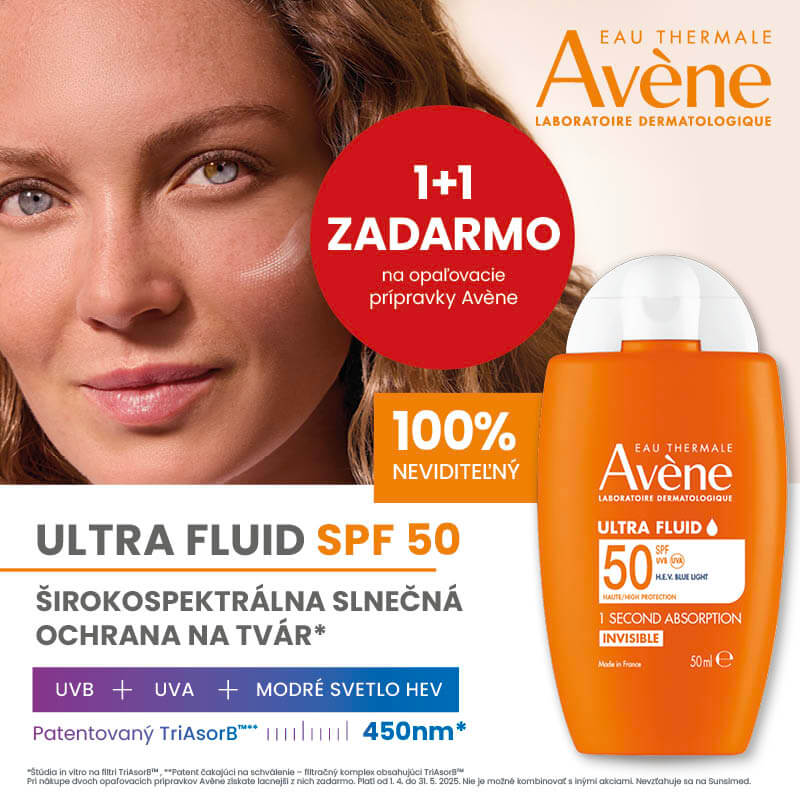 EAU THERMALE
Avène
LABORATOIRE DERMATOLOGIQUE
1+1
ZADARMO
na opaľovacie
prípravky Avène
100%
NEVIDITEĽNÝ
EAU THERMALE
Avène
LABORATOIRE DERMATOLOGIQUE
ULTRA FLUID
50 SPF
UVB UVA
H.E.V. BLUE LIGHT
HAUTE/HIGH PROTECTION
1 SECOND ABSORPTION
INVISIBLE
Made in France
50 ml e
ULTRA FLUID SPF 50
ŠIROKOSPEKTRÁLNA SLNEČNÁ
OCHRANA NA TVÁR*
UVB + UVA + MODRÉ SVETLO HEV
Patentovaný TriAsorB™** 450nm*
*Štúdia in vitro na filtri TriAsorB™, **Patent čakajúci na schválenie – filtračný komplex obsahujúci TriAsorB™
Pri nákupe dvoch opaľovacích prípravkov Avène získate lacnejší z nich zadarmo. Platí od 1. 4. do 31. 5. 2025. Nie je možné kombinovať s inými akciami. Nevzťahuje sa na Sunsimed.